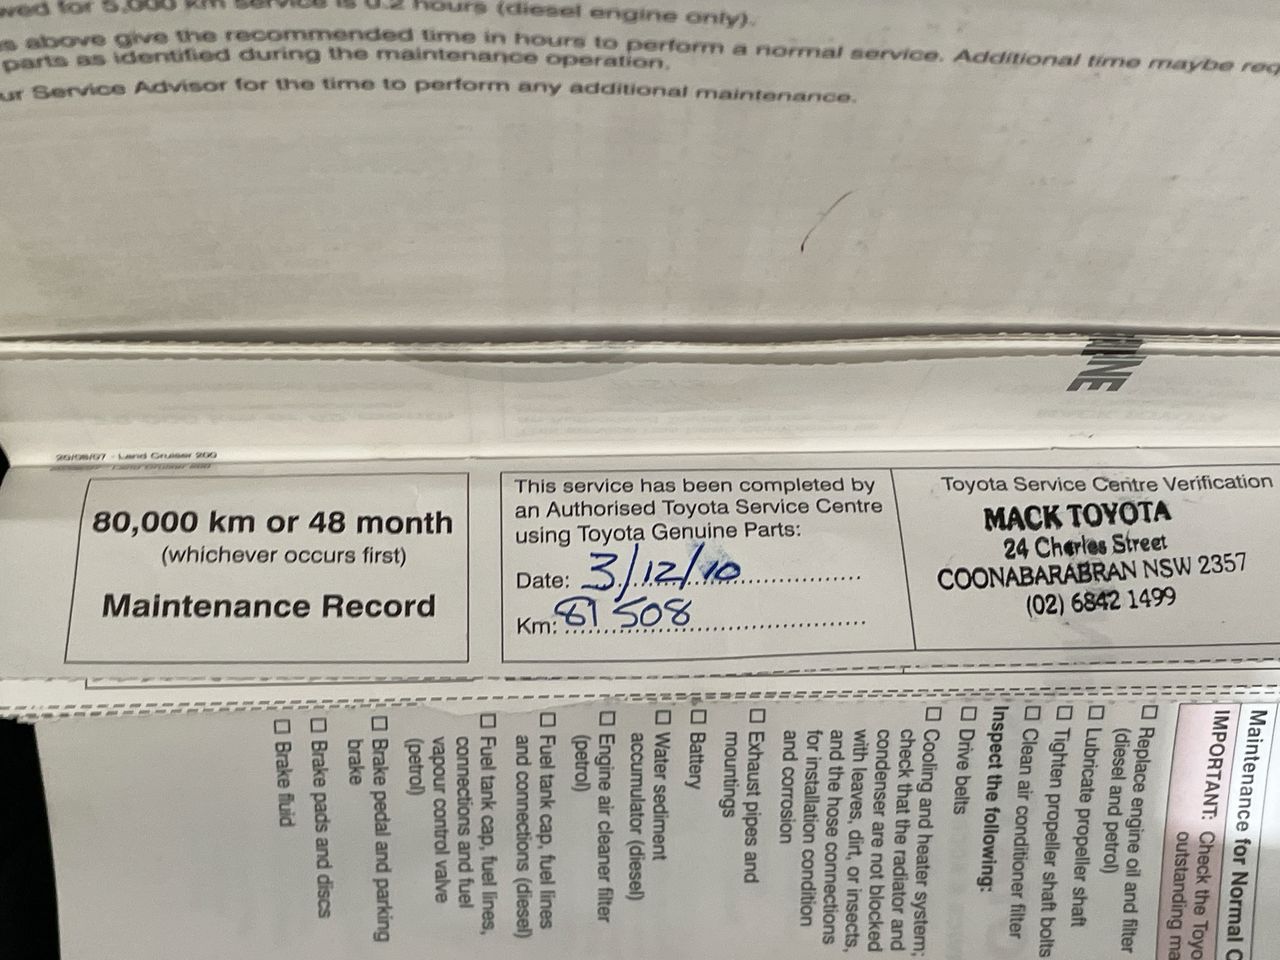 5,000 km service is 0.2 hours (diesel engine only).
above give the recommended time in hours to perform a normal service. Additional time maybe
parts as identified during the maintenance operation.
Service Advisor for the time to perform any additional maintenance.
20/08/07 - Land Cruiser 200
80,000 km or 48 month
(whichever occurs first)
Maintenance Record
This service has been completed by
an Authorised Toyota Service Centre
using Toyota Genuine Parts:
Date: 3/12/10
Km: 81 508
Toyota Service Centre Verification
MACK TOYOTA
24 Charles Street
COONABARABRAN NSW 2357
(02) 6842 1499
Maintenance for Normal
IMPORTANT: Check the
outstanding
☐ Replace engine oil and filter
(diesel and petrol)
☐ Lubricate propeller shaft
☐ Tighten propeller shaft bolts
☐ Clean air conditioner filter
Inspect the following:
☐ Drive belts
☐ Cooling and heater system;
check that the radiator and
condenser are not blocked
with leaves, dirt, or insects,
and the hose connections
for installation condition
and corrosion
☐ Exhaust pipes and
mountings
☐ Battery
☐ Water sediment
accumulator (diesel)
☐ Engine air cleaner filter
(petrol)
☐ Fuel tank cap, fuel lines
and connections (diesel)
☐ Fuel tank cap, fuel lines,
connections and fuel
vapour control valve
(petrol)
☐ Brake pedal and parking
brake
☐ Brake pads and discs
☐ Brake fluid